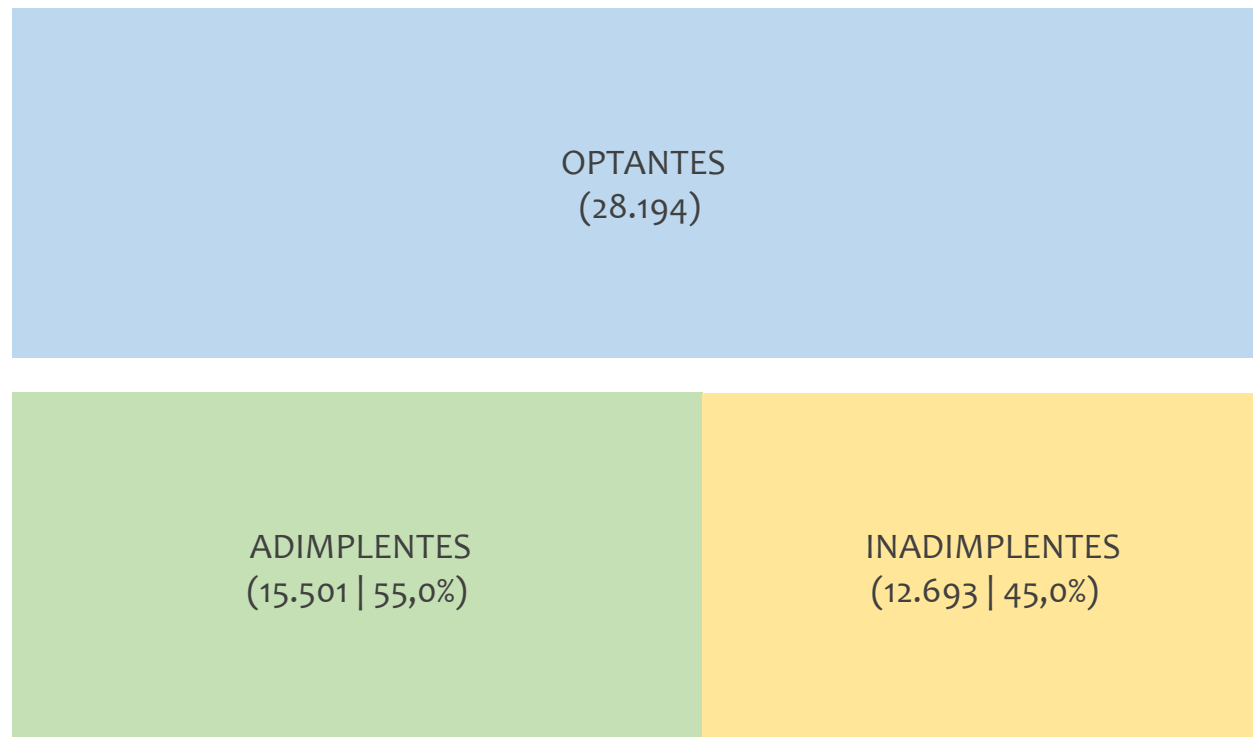 OPTANTES
(28.194)
ADIMPLENTES
(15.501 | 55,0%)
INADIMPLENTES
(12.693 | 45,0%)